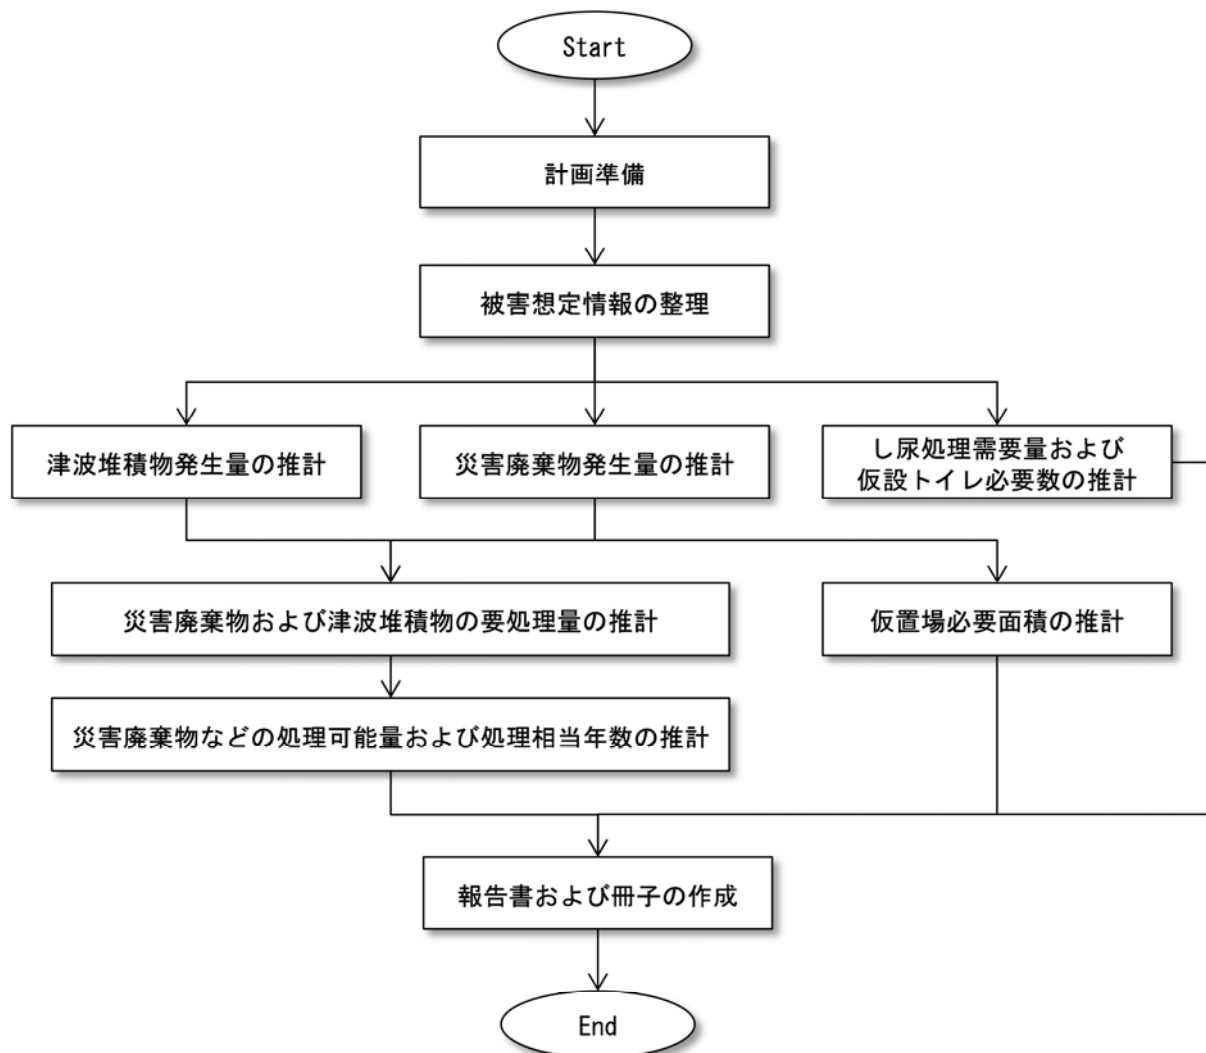 Start
計画準備
被害想定情報の整理
津波堆積物発生量の推計
災害廃棄物発生量の推計
し尿処理需要量および
仮設トイレ必要数の推計
災害廃棄物および津波堆積物の要処理量の推計
仮置場必要面積の推計
災害廃棄物などの処理可能量および処理相当年数の推計
報告書および冊子の作成
End